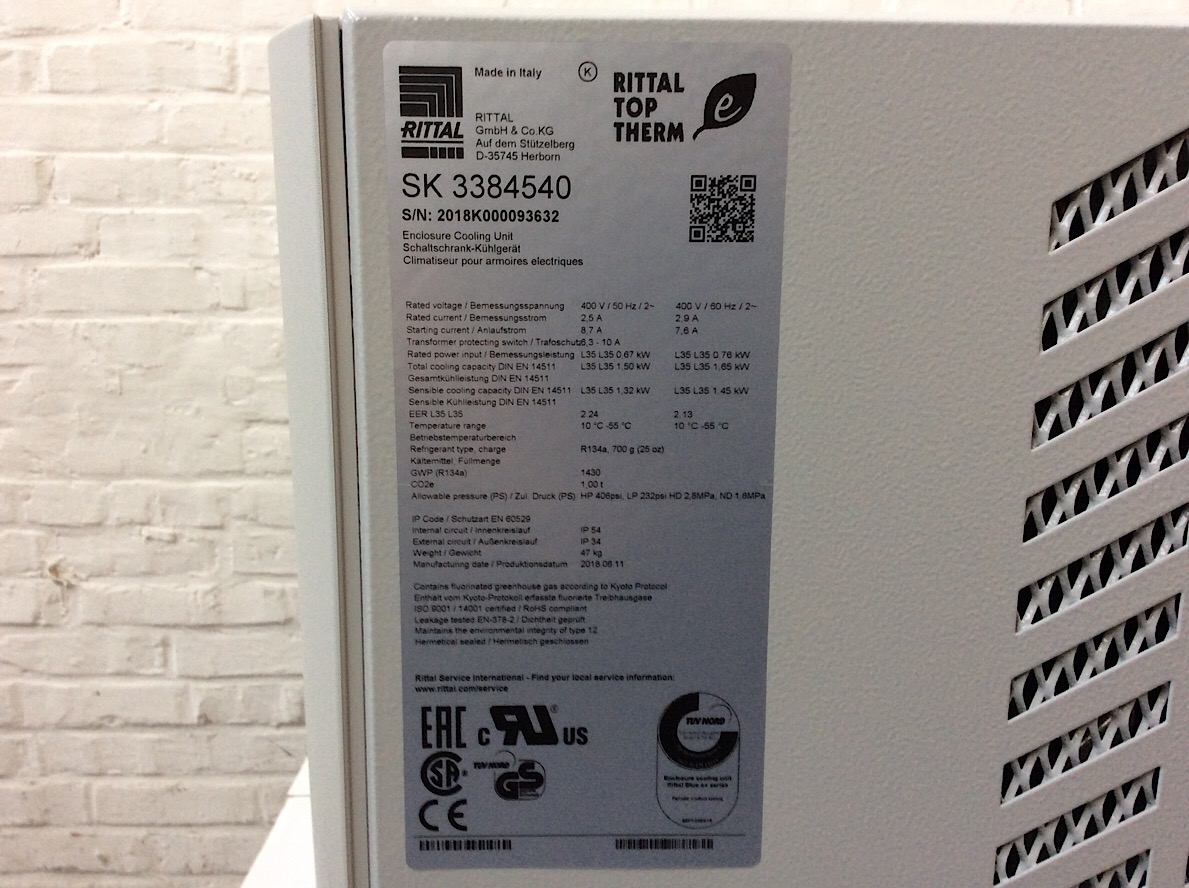 Made in Italy
K
RITTAL
TOP
THERM
e
RITTAL
RITTAL
GmbH & Co.KG
Auf dem Stützelberg
D-35745 Herborn
SK 3384540
S/N: 2018K000093632
Enclosure Cooling Unit
Schaltschrank-Kühlgerät
Climatiseur pour armoires electriques
Rated voltage / Bemessungsspannung 400 V / 50 Hz / 2~ 400 V / 60 Hz / 2~
Rated current / Bemessungsstrom 2,5 A 2,9 A
Starting current / Anlaufstrom 8,7 A 7,6 A
Transformer protecting switch / Trafoschutz 6,3 - 10 A
Rated power input / Bemessungsleistung L35 L35 0,67 kW L35 L35 0,76 kW
Total cooling capacity DIN EN 14511 L35 L35 1,50 kW L35 L35 1,65 kW
Gesamtkühlleistung DIN EN 14511
Sensible cooling capacity DIN EN 14511 L35 L35 1,32 kW L35 L35 1,45 kW
Sensible Kühlleistung DIN EN 14511
EER L35 L35 2.24 2.13
Temperature range 10 °C -55 °C 10 °C -55 °C
Betriebstemperaturbereich
Refrigerant type, charge R134a, 700 g (25 oz)
Kältemittel, Füllmenge
GWP (R134a) 1430
CO2e 1,00 t
Allowable pressure (PS) / Zul. Druck (PS) HP 406psi, LP 232psi HD 2,8MPa, ND 1,6MPa
IP Code / Schutzart EN 60529
Internal circuit / Innenkreislauf IP 54
External circuit / Außenkreislauf IP 34
Weight / Gewicht 47 kg
Manufacturing date / Produktionsdatum 2018.06.11
Contains fluorinated greenhouse gas according to Kyoto Protocol
Enthält vom Kyoto-Protokoll erfasste fluorierte Treibhausgase
ISO 9001 / 14001 certified / RoHS compliant
Leakage tested EN-378-2 / Dichtheit geprüft
Maintains the environmental integrity of type 12
Hermetical sealed / Hermetisch geschlossen
Rittal Service International - Find your local service information:
www.rittal.com/service
EAC c RU ® US
SA ® TÜV NORD GS
CE
TÜV NORD
Enclosure cooling unit
Rittal Blue e+ series